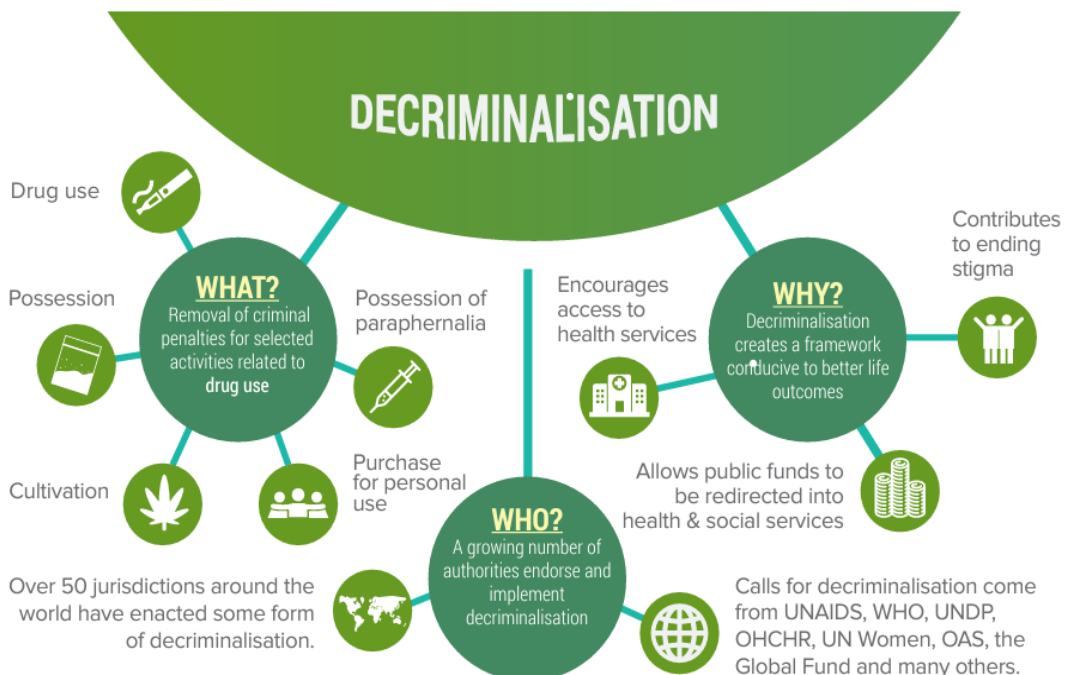 DECRIMINALISATION
Drug use
WHAT?
Removal of criminal
penalties for selected
activities related to
drug use
Possession
Possession of
paraphernalia
Cultivation
Purchase
for personal
use
Encourages
access to
health services
WHY?
Decriminalisation
creates a framework
conducive to better life
outcomes
Contributes
to ending
stigma
Allows public funds to
be redirected into
health & social services
WHO?
A growing number of
authorities endorse and
implement
decriminalisation
Over 50 jurisdictions around the
world have enacted some form
of decriminalisation.
Calls for decriminalisation come
from UNAIDS, WHO, UNDP,
OHCHR, UN Women, OAS, the
Global Fund and many others.